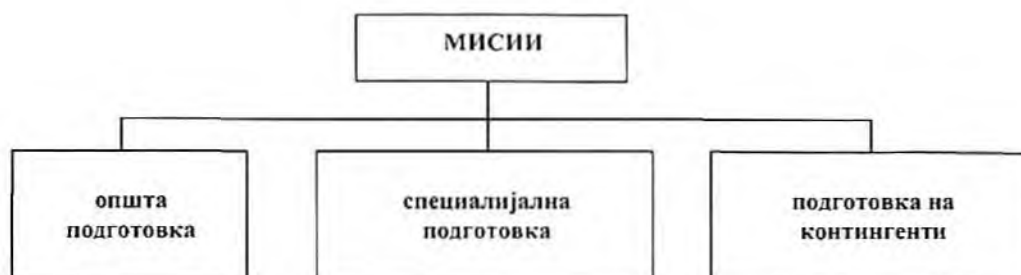 МИСИИ
општа
подготовка
специалијална
подготовка
подготовка на
контингенти